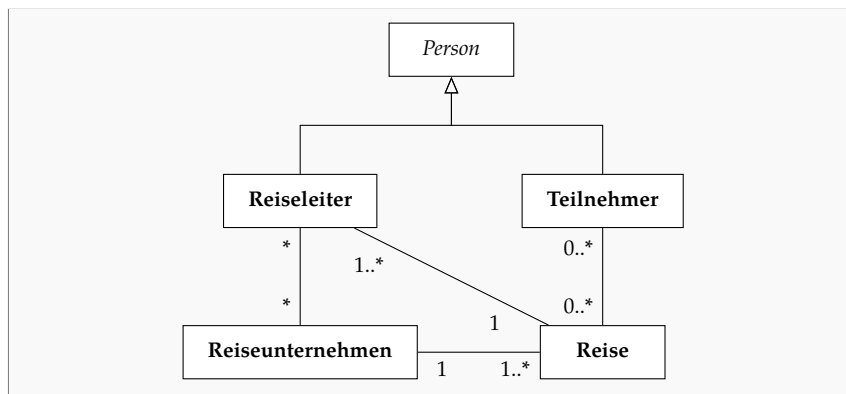 Person
Reiseleiter
Teilnehmer
*
0..*
1..*
*
0..*
1
Reiseunternehmen
Reise
1
1..*